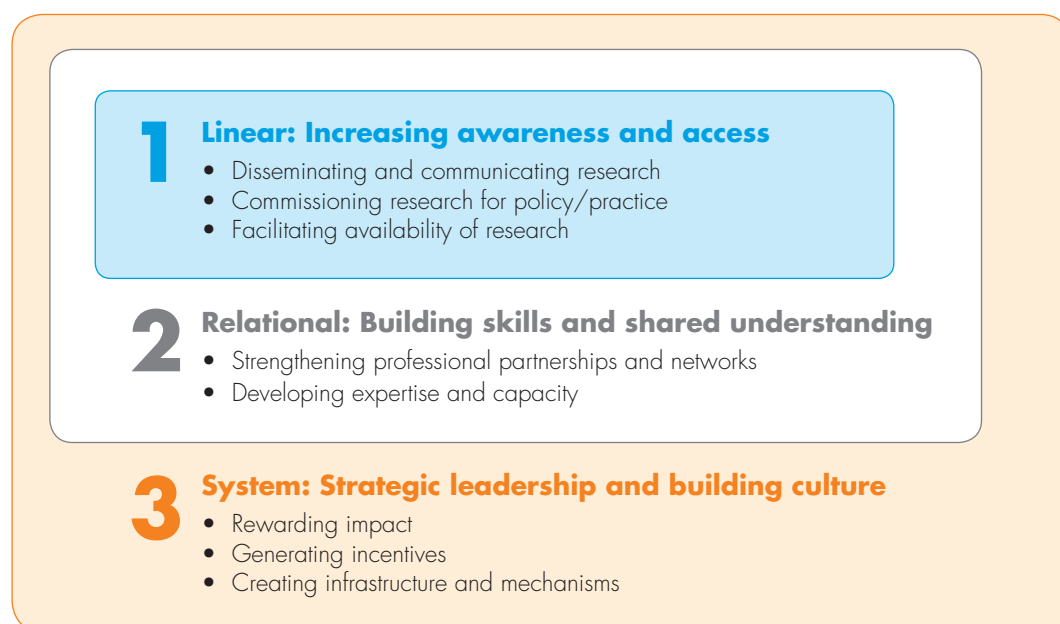 1 Linear: Increasing awareness and access
• Disseminating and communicating research
• Commissioning research for policy/practice
• Facilitating availability of research
2 Relational: Building skills and shared understanding
• Strengthening professional partnerships and networks
• Developing expertise and capacity
3 System: Strategic leadership and building culture
• Rewarding impact
• Generating incentives
• Creating infrastructure and mechanisms